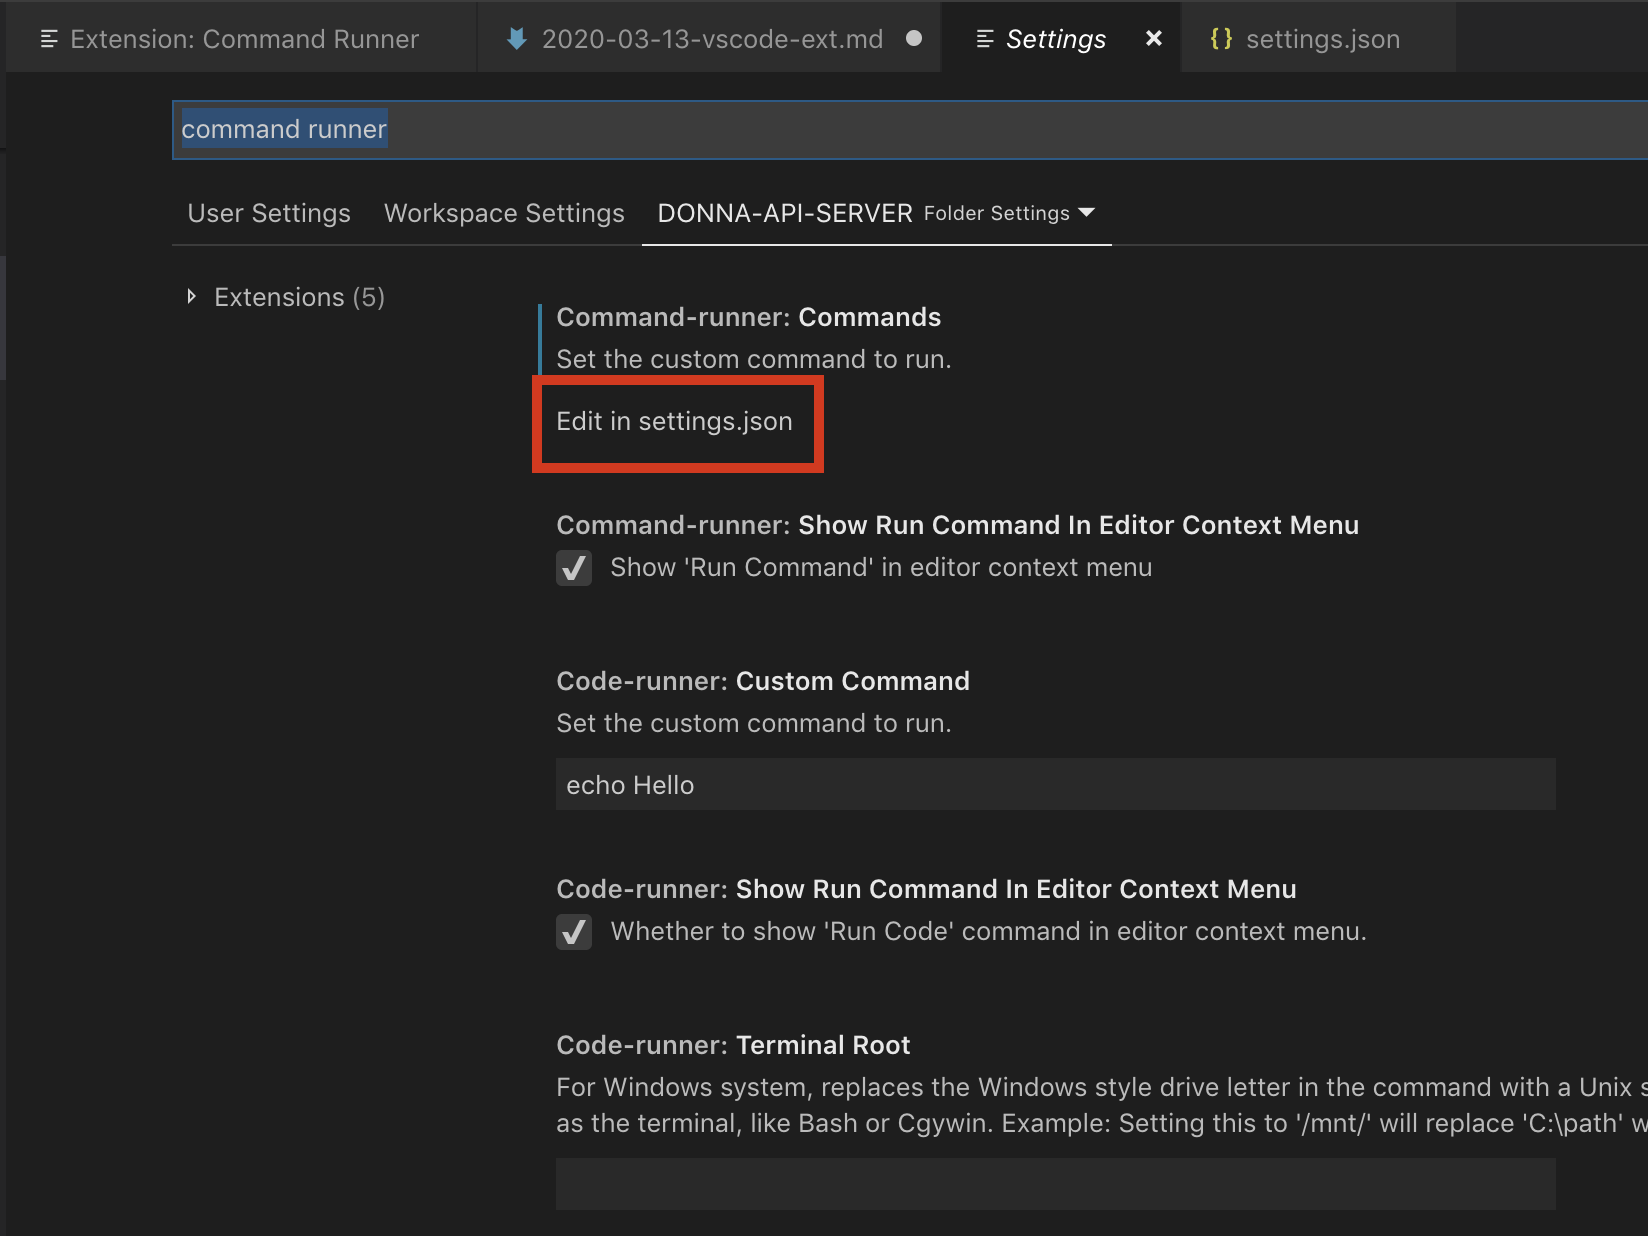 Extension: Command Runner
2020-03-13-vscode-ext.md
Settings
settings.json
command runner
User Settings
Workspace Settings
DONNA-API-SERVER Folder Settings
Extensions (5)
Command-runner: Commands
Set the custom command to run.
Edit in settings.json
Command-runner: Show Run Command In Editor Context Menu
Show 'Run Command' in editor context menu
Code-runner: Custom Command
Set the custom command to run.
echo Hello
Code-runner: Show Run Command In Editor Context Menu
Whether to show 'Run Code' command in editor context menu.
Code-runner: Terminal Root
For Windows system, replaces the Windows style drive letter in the command with a Unix
as the terminal, like Bash or Cgywin. Example: Setting this to '/mnt/' will replace 'C:\path'